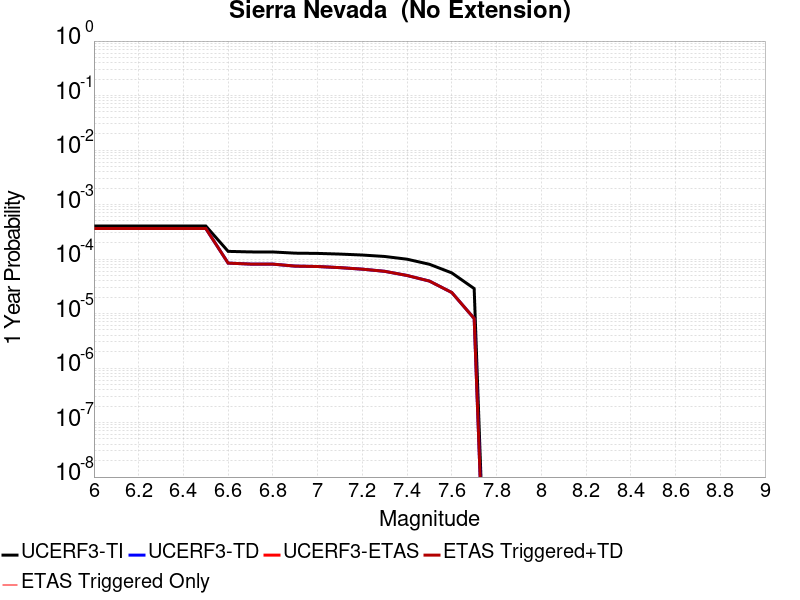 Sierra Nevada  (No Extension)
10^0
10^-1
10^-2
10^-3
10^-4
10^-5
10^-6
10^-7
10^-8
1 Year Probability
6 6.2 6.4 6.6 6.8 7 7.2 7.4 7.6 7.8 8 8.2 8.4 8.6 8.8 9
Magnitude
UCERF3-TI UCERF3-TD UCERF3-ETAS ETAS Triggered+TD
ETAS Triggered Only